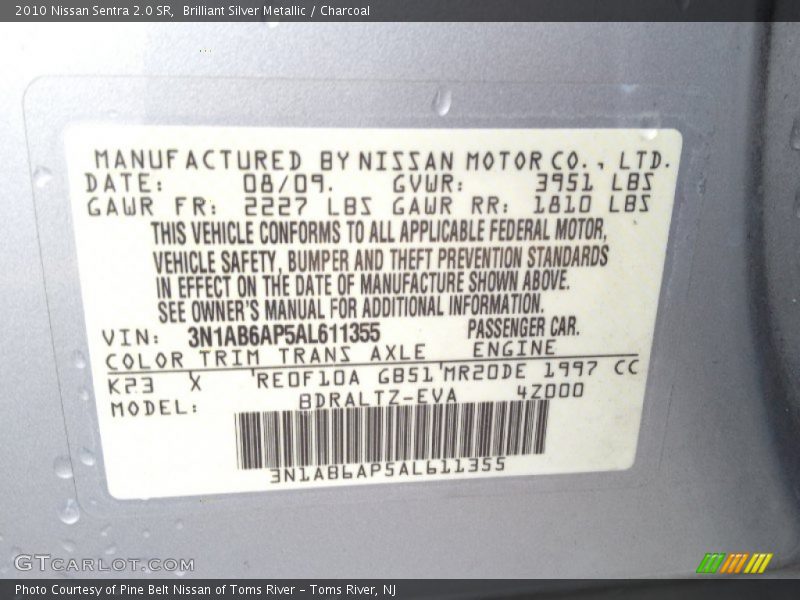 2010 Nissan Sentra 2.0 SR,  Brilliant Silver Metallic / Charcoal
MANUFACTURED BY NISSAN MOTOR CO., LTD.
DATE: 08/09. GVWR: 3951 LBS
GAWR FR: 2227 LBS GAWR RR: 1810 LBS
THIS VEHICLE CONFORMS TO ALL APPLICABLE FEDERAL MOTOR,
VEHICLE SAFETY, BUMPER AND THEFT PREVENTION STANDARDS
IN EFFECT ON THE DATE OF MANUFACTURE SHOWN ABOVE.
SEE OWNER'S MANUAL FOR ADDITIONAL INFORMATION.
VIN: 3N1AB6AP5AL611355 PASSENGER CAR.
COLOR TRIM TRANS AXLE ENGINE
K23 X 'RE0F10A GB51'MR20DE 1997 CC
MODEL: BDRALTZ-EVA 4Z000
3N1AB6AP5AL611355
GTCarLot.com
Photo Courtesy of Pine Belt Nissan of Toms River – Toms River, NJ